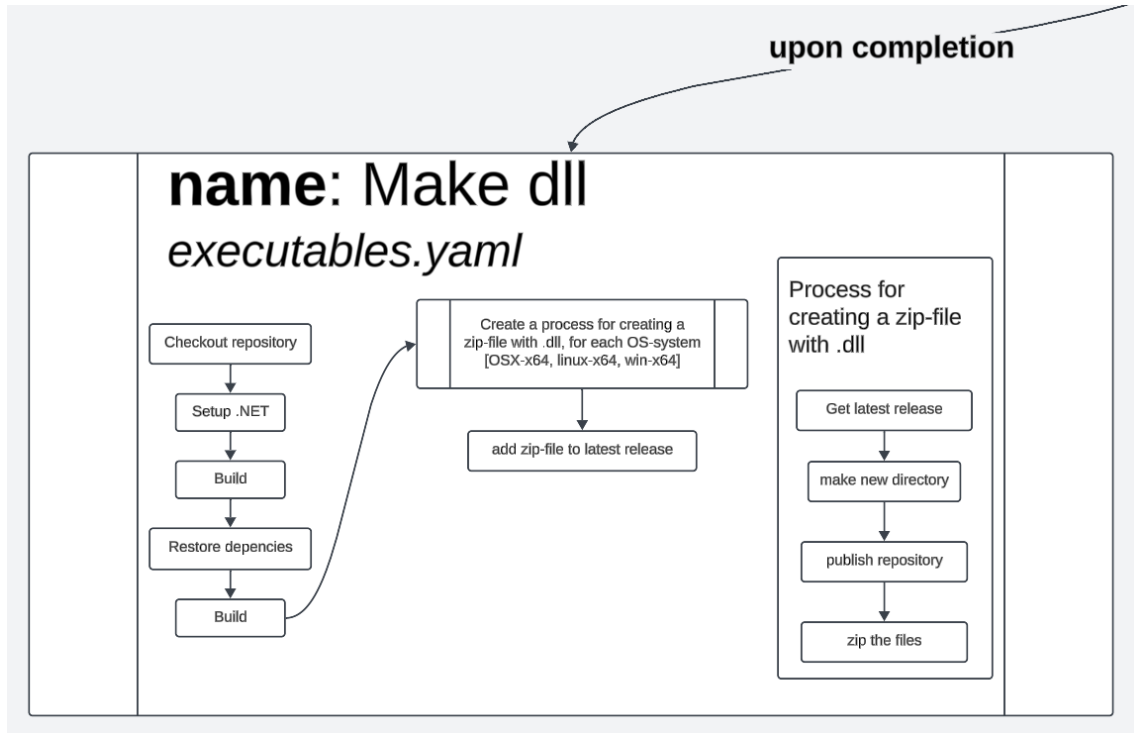 upon completion
name: Make dll
executables.yaml
Checkout repository
Setup .NET
Build
Restore depencies
Build
Create a process for creating a
zip-file with .dll, for each OS-system
[OSX-x64, linux-x64, win-x64]
add zip-file to latest release
Process for
creating a zip-file
with .dll
Get latest release
make new directory
publish repository
zip the files